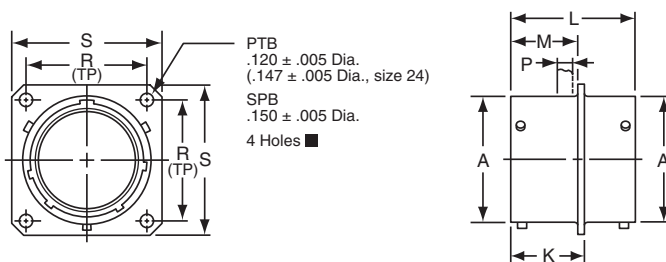 S
R
(TP)
R
(TP)
S
PTB
.120 ± .005 Dia.
(.147 ± .005 Dia., size 24)
SPB
.150 ± .005 Dia.
4 Holes ■
L
M
P
A
A
K